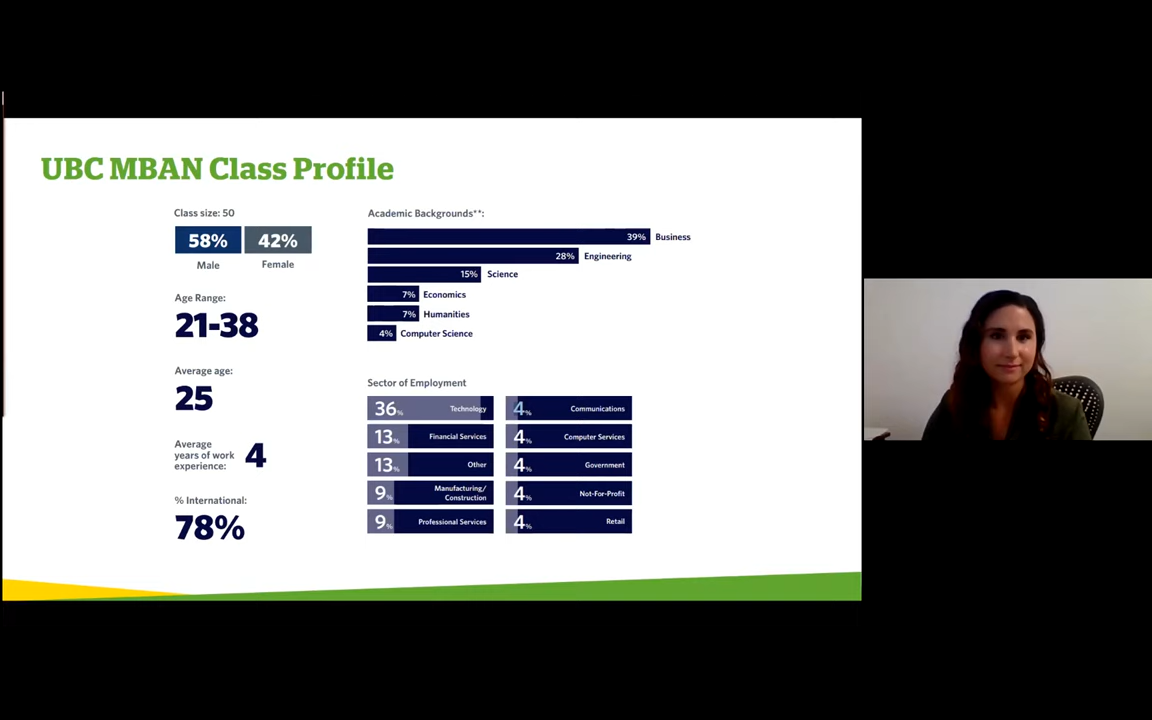 UBC MBAN Class Profile
Class size: 50
58% 42%
Male Female
Age Range:
21-38
Average age:
25
Average
years of work
experience:
4
% International:
78%
Academic Backgrounds**:
39% Business
28% Engineering
15% Science
7% Economics
7% Humanities
4% Computer Science
Sector of Employment
36% Technology
13% Financial Services
13% Other
9% Manufacturing/
Construction
9% Professional Services
4% Communications
4% Computer Services
4% Government
4% Not-For-Profit
4% Retail